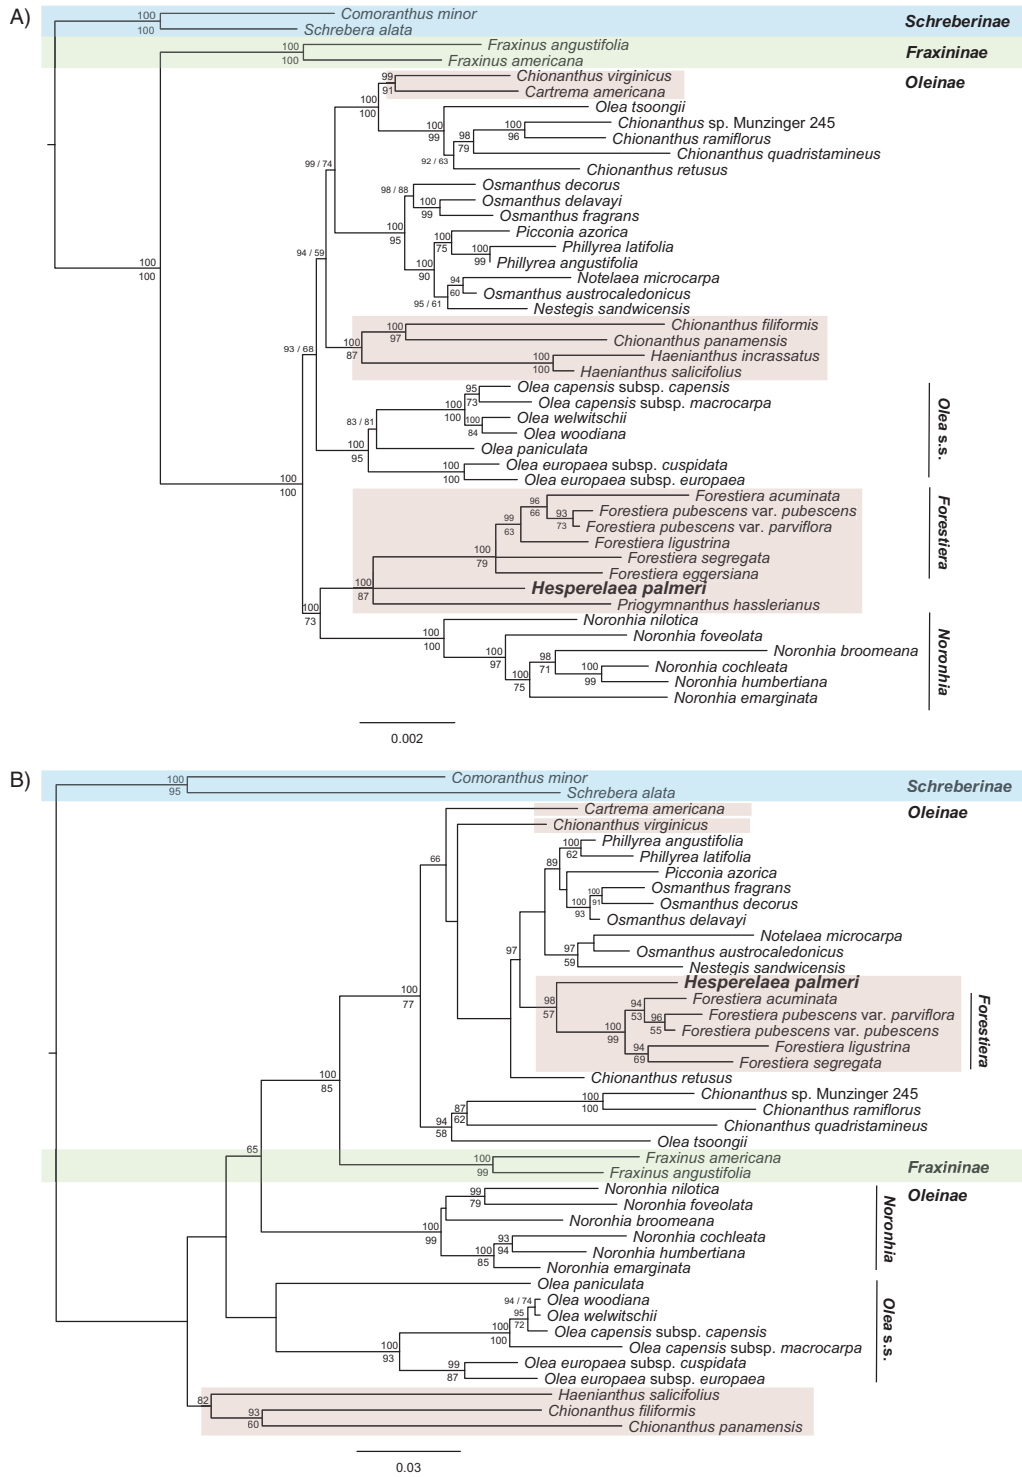 A)
100
100
Comoranthus minor
Schrebera alata
Schreberinae
100
100
Fraxinus angustifolia
Fraxinus americana
Fraxininae
99
91
Chionanthus virginicus
Cartrema americana
Oleinae
100
100
Olea tsoongii
100
99
100
96
Chionanthus sp. Munzinger 245
Chionanthus ramiflorus
98
79
Chionanthus quadristamineus
92 / 63
Chionanthus retusus
99 / 74
98 / 88
Osmanthus decorus
100
99
Osmanthus delavayi
Osmanthus fragrans
100
95
100
75
Picconia azorica
100
99
Phillyrea latifolia
Phillyrea angustifolia
100
90
94
60
Notelaea microcarpa
Osmanthus austrocaledonicus
95 / 61
Nestegis sandwicensis
94 / 59
100
97
Chionanthus filiformis
Chionanthus panamensis
100
87
100
100
Haenianthus incrassatus
Haenianthus salicifolius
93 / 68
95
73
Olea capensis subsp. capensis
Olea capensis subsp. macrocarpa
100
100
100
84
Olea welwitschii
Olea woodiana
83 / 81
Olea paniculata
100
95
100
100
Olea europaea subsp. cuspidata
Olea europaea subsp. europaea
Olea s.s.
100
100
100
100
96
66
Forestiera acuminata
93
73
Forestiera pubescens var. pubescens
Forestiera pubescens var. parviflora
99
63
Forestiera ligustrina
100
79
Forestiera segregata
Forestiera eggersiana
Forestiera
100
87
Hesperelaea palmeri
Priogymnanthus hasslerianus
100
73
100
100
Noronhia nilotica
Noronhia foveolata
100
97
98
71
Noronhia broomeana
100
99
Noronhia cochleata
Noronhia humbertiana
100
75
Noronhia emarginata
Noronhia
0.002
B)
100
95
Comoranthus minor
Schrebera alata
Schreberinae
Cartrema americana
Oleinae
Chionanthus virginicus
66
100
62
Phillyrea angustifolia
Phillyrea latifolia
89
Picconia azorica
100
91
Osmanthus fragrans
Osmanthus decorus
100
93
Osmanthus delavayi
97
Notelaea microcarpa
97
59
Osmanthus austrocaledonicus
Nestegis sandwicensis
98
57
Hesperelaea palmeri
94
53
Forestiera acuminata
96
55
Forestiera pubescens var. parviflora
Forestiera pubescens var. pubescens
100
99
94
69
Forestiera ligustrina
Forestiera segregata
Forestiera
100
77
Chionanthus retusus
100
100
Chionanthus sp. Munzinger 245
Chionanthus ramiflorus
87
62
Chionanthus quadristamineus
94
58
Olea tsoongii
100
85
100
99
Fraxinus americana
Fraxinus angustifolia
Fraxininae
65
99
79
Noronhia nilotica
Noronhia foveolata
Oleinae
Noronhia broomeana
100
99
93
94
Noronhia cochleata
Noronhia humbertiana
100
85
Noronhia emarginata
Noronhia
Olea paniculata
94 / 74
Olea woodiana
95
72
Olea welwitschii
Olea capensis subsp. capensis
100
100
Olea capensis subsp. macrocarpa
100
93
99
87
Olea europaea subsp. cuspidata
Olea europaea subsp. europaea
Olea s.s.
82
Haenianthus salicifolius
93
60
Chionanthus filiformis
Chionanthus panamensis
0.03